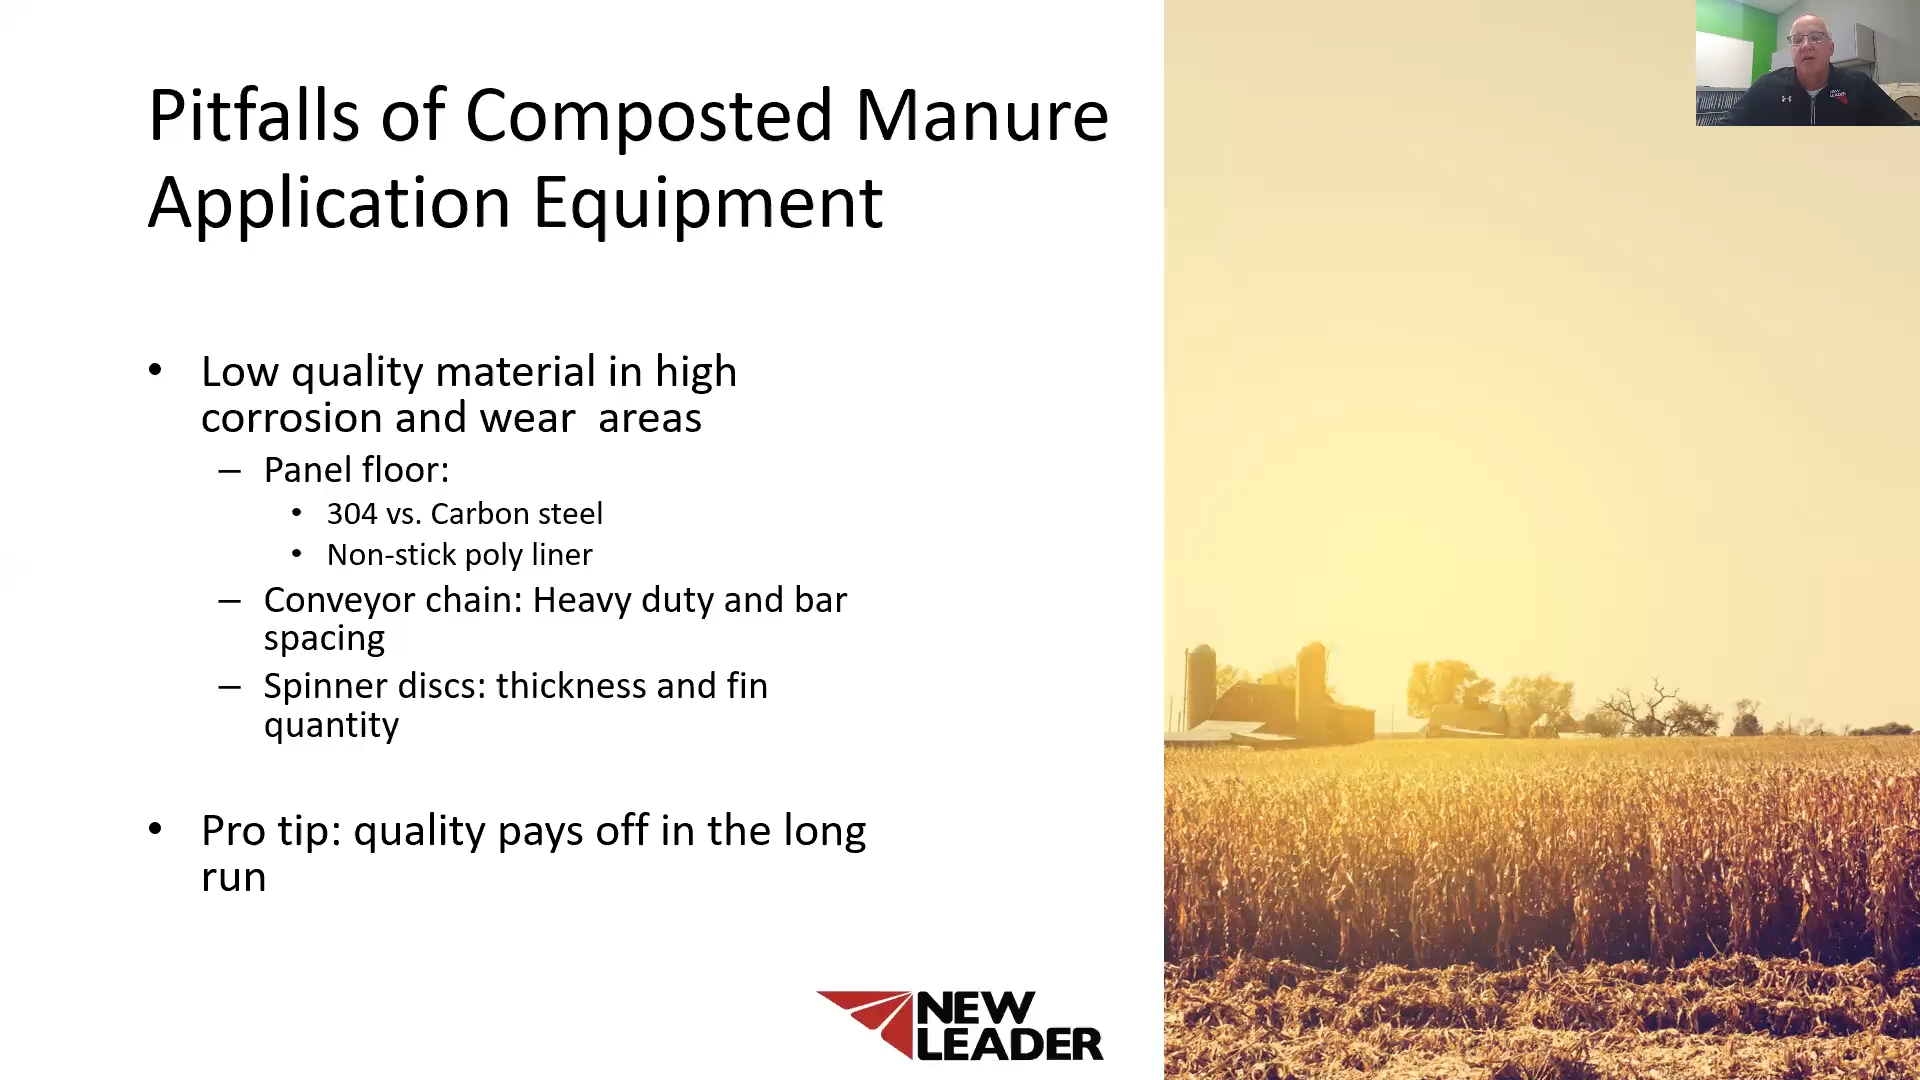 Pitfalls of Composted Manure
Application Equipment
• Low quality material in high
corrosion and wear  areas
– Panel floor:
• 304 vs. Carbon steel
• Non-stick poly liner
– Conveyor chain: Heavy duty and bar
spacing
– Spinner discs: thickness and fin
quantity
• Pro tip: quality pays off in the long
run
NEW
LEADER
NEW
LEADER